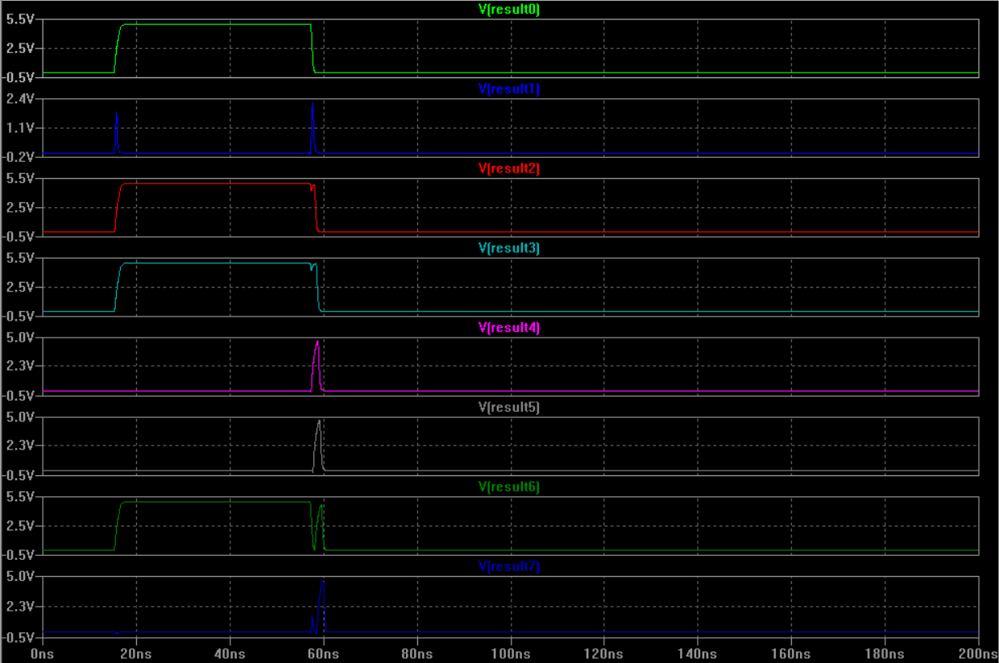 V(result0)
5.5V
2.5V
-0.5V
V(result1)
2.4V
1.1V
-0.2V
V(result2)
5.5V
2.5V
-0.5V
V(result3)
5.5V
2.5V
-0.5V
V(result4)
5.0V
2.3V
-0.5V
V(result5)
5.0V
2.3V
-0.5V
V(result6)
5.5V
2.5V
-0.5V
V(result7)
5.0V
2.3V
-0.5V
0ns 20ns 40ns 60ns 80ns 100ns 120ns 140ns 160ns 180ns 200ns